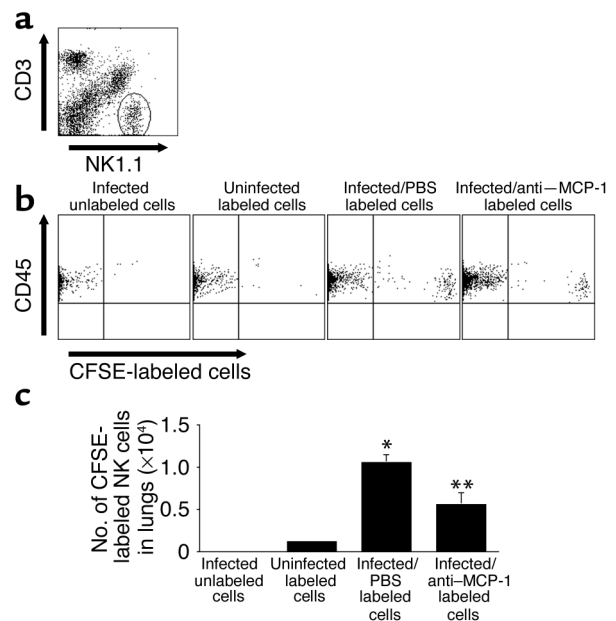 a
CD3
NK1.1
b
Infected
unlabeled cells
Uninfected
labeled cells
Infected/PBS
labeled cells
Infected/anti–MCP-1
labeled cells
CD45
CFSE-labeled cells
c
No. of CFSE-
labeled NK cells
in lungs (×10⁴)
1.5
1.0
0.5
0
*
**
Infected
unlabeled
cells
Uninfected
labeled
cells
Infected/
PBS
labeled
cells
Infected/
anti–MCP-1
labeled
cells